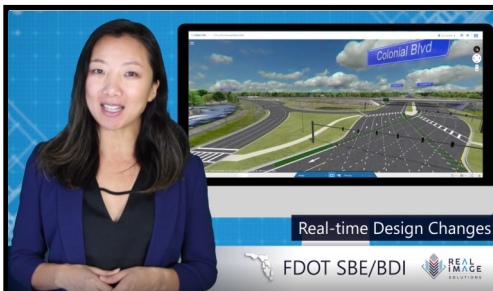 Colonial Blvd
Real-time Design Changes
FDOT SBE/BDI
REAL
IMAGE
SOLUTIONS